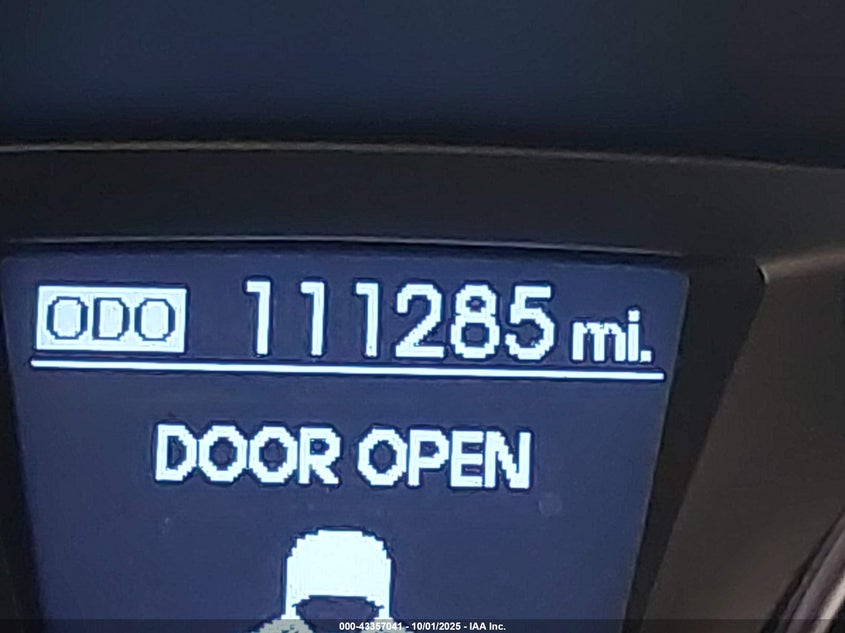 ODO 111285 mi.
DOOR OPEN
000-43357041 - 10/01/2025 - IAA Inc.